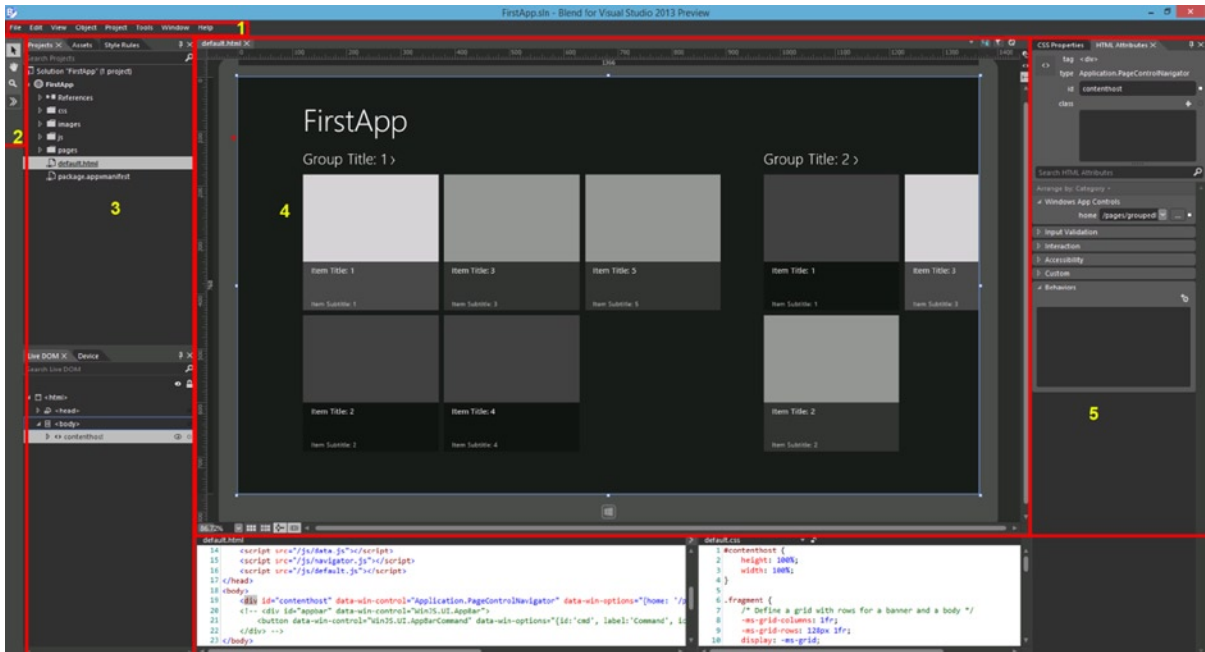 FirstApp.sln - Blend for Visual Studio 2013 Preview
File Edit View Object Project Tools Window Help
1
2
Projects Assets Style Rules
Search Projects
Solution 'FirstApp' (1 project)
FirstApp
References
css
images
js
pages
default.html
package.appxmanifest
3
Live DOM Device
Search Live DOM
<html>
<head>
<body>
contenthost
default.html
1366
768
4
FirstApp
Group Title: 1 ›
Group Title: 2 ›
Item Title: 1
Item Subtitle: 1
Item Title: 3
Item Subtitle: 3
Item Title: 5
Item Subtitle: 5
Item Title: 1
Item Subtitle: 1
Item Title: 3
Item Subtitle: 3
Item Title: 2
Item Subtitle: 2
Item Title: 4
Item Subtitle: 4
Item Title: 2
Item Subtitle: 2
default.html
14 <script src="/js/data.js"></script>
15 <script src="/js/navigator.js"></script>
16 <script src="/js/default.js"></script>
17 </head>
18 <body>
19 <div id="contenthost" data-win-control="Application.PageControlNavigator" data-win-options="{home: '/p
20 <!-- <div id="appbar" data-win-control="WinJS.UI.AppBar">
21 <button data-win-control="WinJS.UI.AppBarCommand" data-win-options="{id:'cmd', label:'Command', ic
22 </div> -->
23 </body>
default.css
1 #contenthost {
2 height: 100%;
3 width: 100%;
4 }
5
6 .fragment {
7 /* Define a grid with rows for a banner and a body */
8 -ms-grid-columns: 1fr;
9 -ms-grid-rows: 128px 1fr;
10 display: -ms-grid;
CSS Properties HTML Attributes
tag <div>
type Application.PageControlNavigator
id contenthost
class
Search HTML Attributes
Arrange by: Category
Windows App Controls
home /pages/groupedI
Input Validation
Interaction
Accessibility
Custom
Behaviors
5